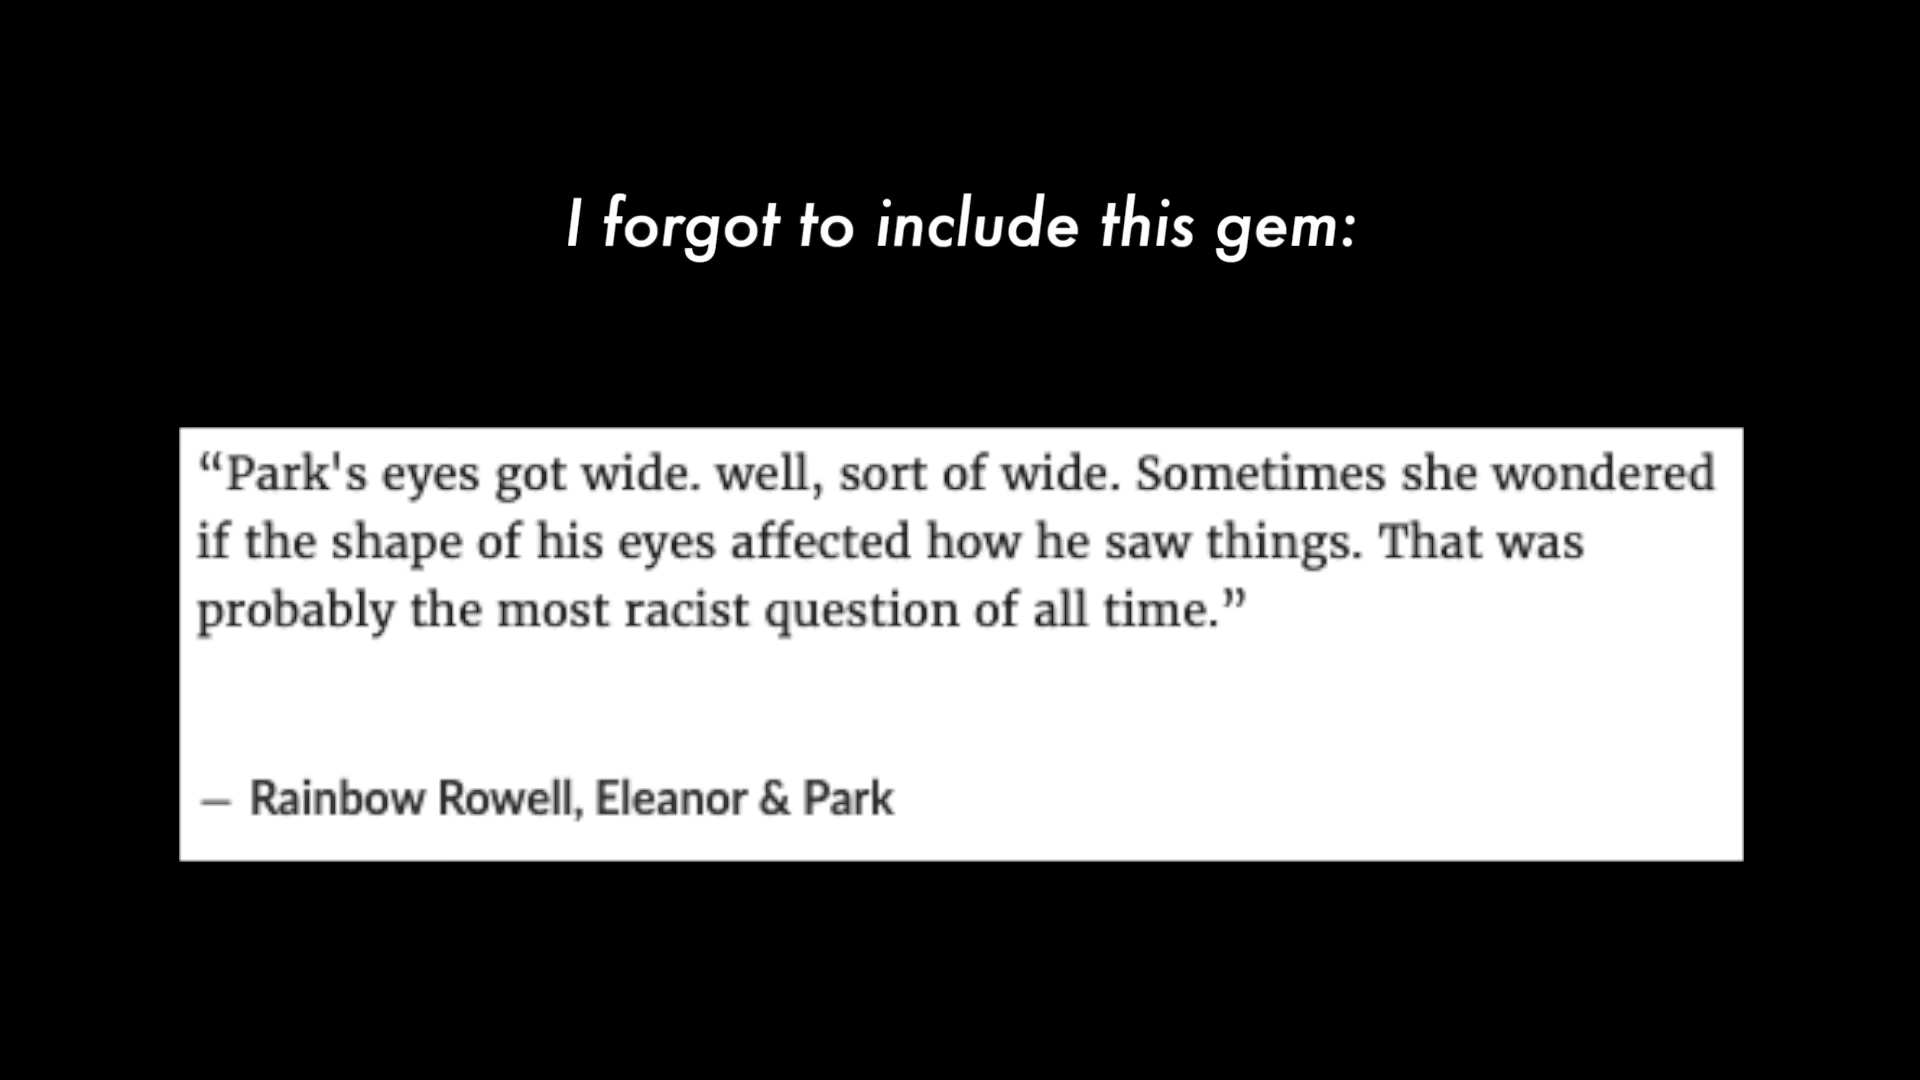 I forgot to include this gem:
“Park's eyes got wide. well, sort of wide. Sometimes she wondered
if the shape of his eyes affected how he saw things. That was
probably the most racist question of all time.”
― Rainbow Rowell, Eleanor & Park